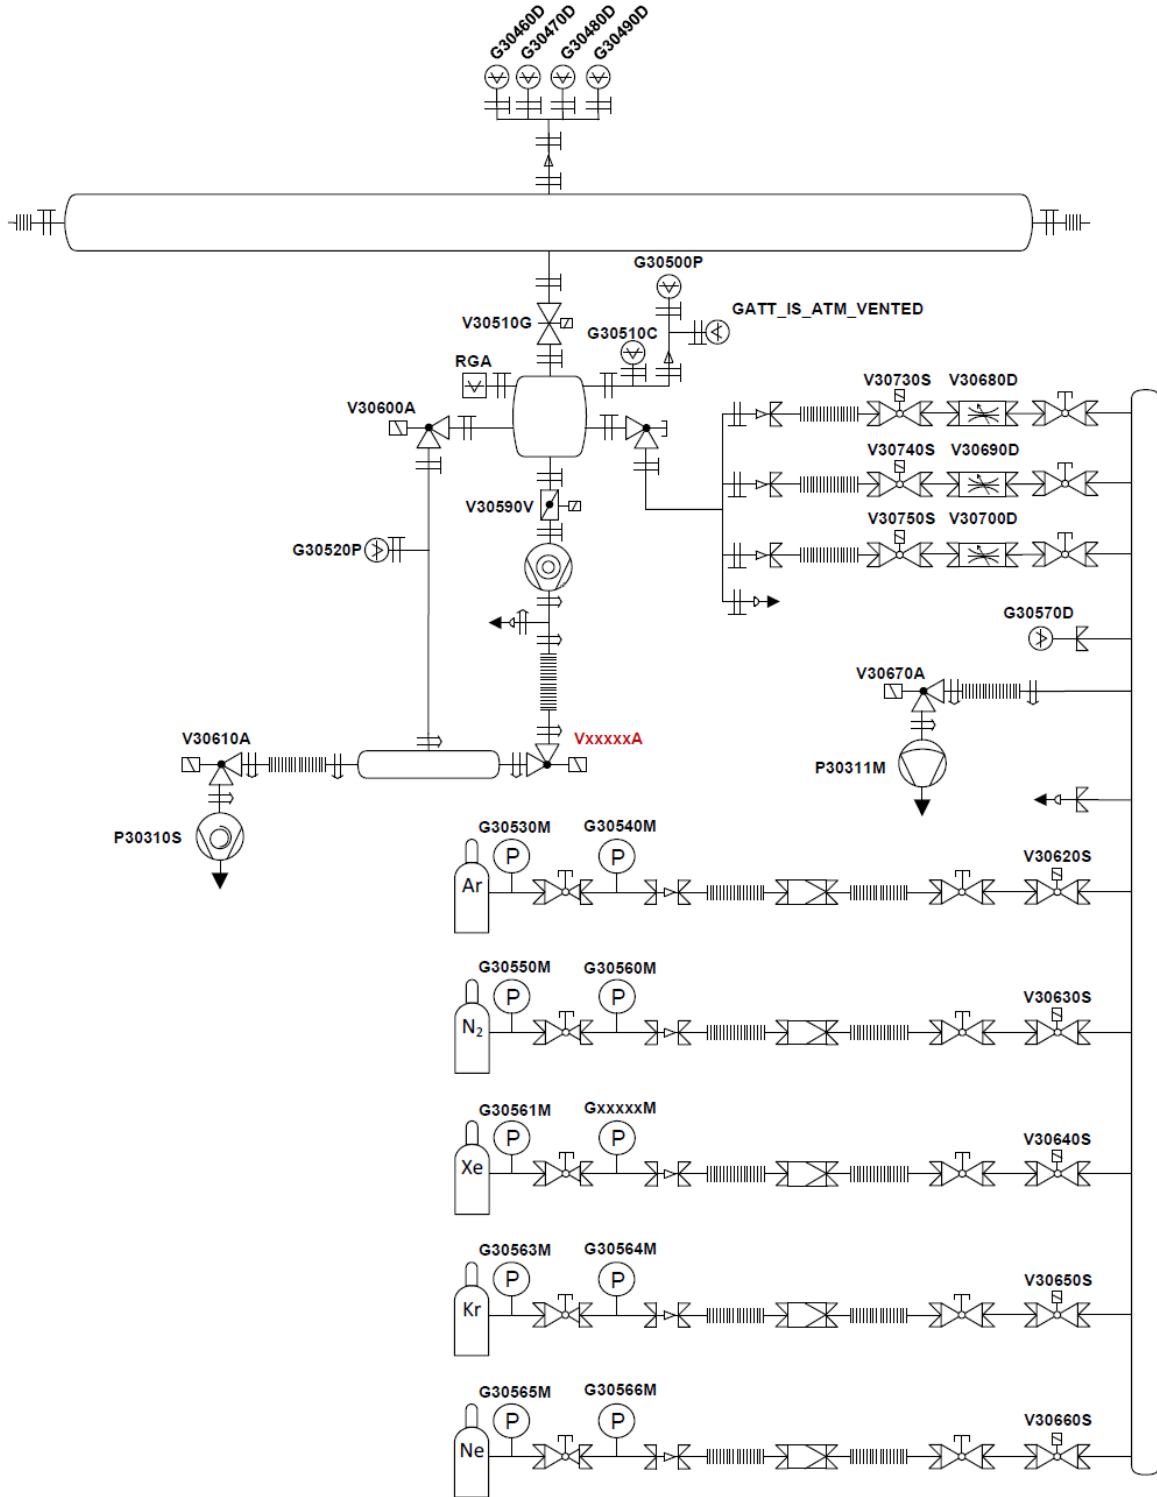 G30460D
G30470D
G30480D
G30490D
G30500P
GATT_IS_ATM_VENTED
V30510G
G30510C
RGA
V30600A
V30730S
V30680D
V30740S
V30690D
V30590V
V30750S
V30700D
G30520P
G30570D
V30670A
V30610A
VxxxxxA
P30311M
P30310S
G30530M
G30540M
P
P
V30620S
Ar
G30550M
G30560M
P
P
V30630S
N₂
G30561M
GxxxxxM
P
P
V30640S
Xe
G30563M
G30564M
P
P
V30650S
Kr
G30565M
G30566M
P
P
V30660S
Ne